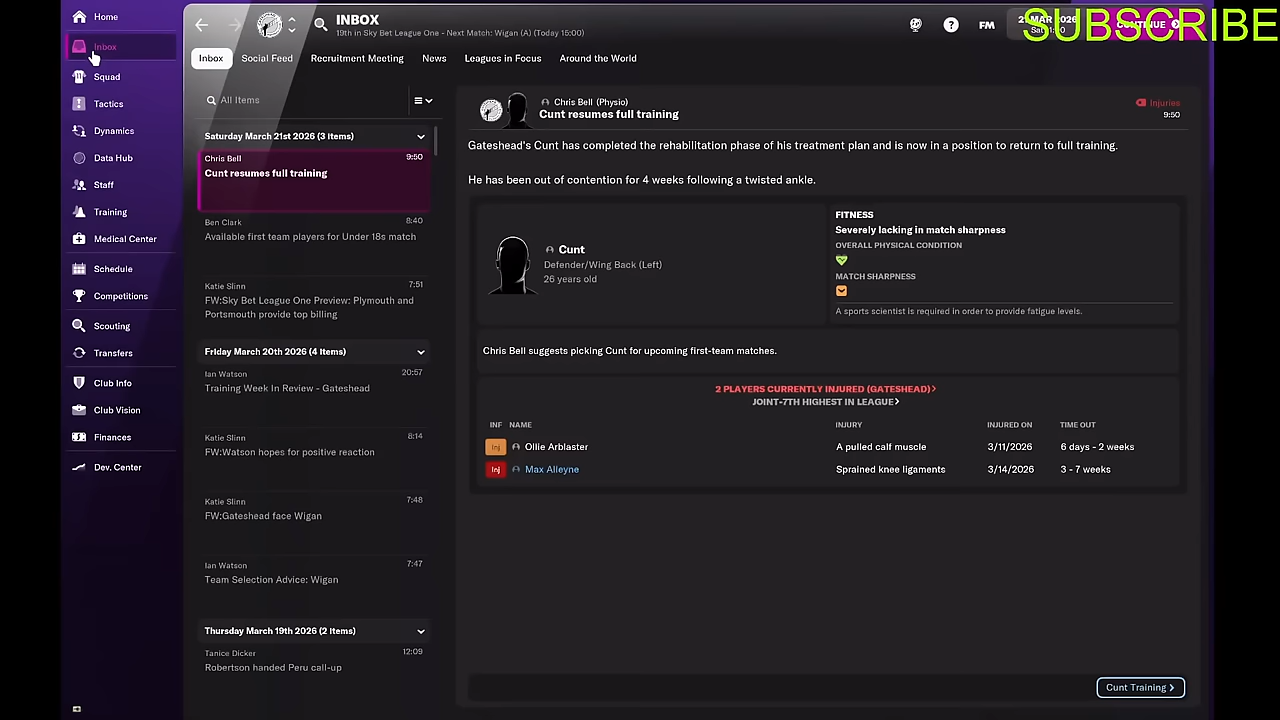 Home
Inbox
Squad
Tactics
Dynamics
Data Hub
Staff
Training
Medical Center
Schedule
Competitions
Scouting
Transfers
Club Info
Club Vision
Finances
Dev. Center
INBOX
19th in Sky Bet League One - Next Match: Wigan (A) (Today 15:00)
FM
SUBSCRIBE
Inbox
Social Feed
Recruitment Meeting
News
Leagues in Focus
Around the World
All Items
Saturday March 21st 2026 (3 Items)
Chris Bell 9:50
Cunt resumes full training
Ben Clark 8:40
Available first team players for Under 18s match
Katie Slinn 7:51
FW:Sky Bet League One Preview: Plymouth and
Portsmouth provide top billing
Friday March 20th 2026 (4 Items)
Ian Watson 20:57
Training Week In Review - Gateshead
Katie Slinn 8:14
FW:Watson hopes for positive reaction
Katie Slinn 7:48
FW:Gateshead face Wigan
Ian Watson 7:47
Team Selection Advice: Wigan
Thursday March 19th 2026 (2 Items)
Tanice Dicker 12:09
Robertson handed Peru call-up
Chris Bell (Physio)
Cunt resumes full training
Injuries
9:50
Gateshead's Cunt has completed the rehabilitation phase of his treatment plan and is now in a position to return to full training.
He has been out of contention for 4 weeks following a twisted ankle.
Cunt
Defender/Wing Back (Left)
26 years old
FITNESS
Severely lacking in match sharpness
OVERALL PHYSICAL CONDITION
MATCH SHARPNESS
A sports scientist is required in order to provide fatigue levels.
Chris Bell suggests picking Cunt for upcoming first-team matches.
2 PLAYERS CURRENTLY INJURED (GATESHEAD)
JOINT-7TH HIGHEST IN LEAGUE
INF NAME INJURY INJURED ON TIME OUT
Inj Ollie Arblaster A pulled calf muscle 3/11/2026 6 days - 2 weeks
Inj Max Alleyne Sprained knee ligaments 3/14/2026 3 - 7 weeks
Cunt Training